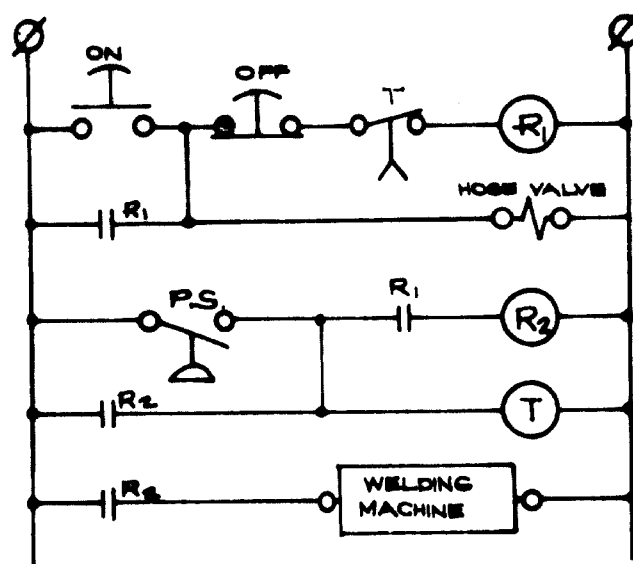 ON
OFF
T
R1
R1
HOSE VALVE
P.S.
R1
R2
R2
T
R2
WELDING
MACHINE